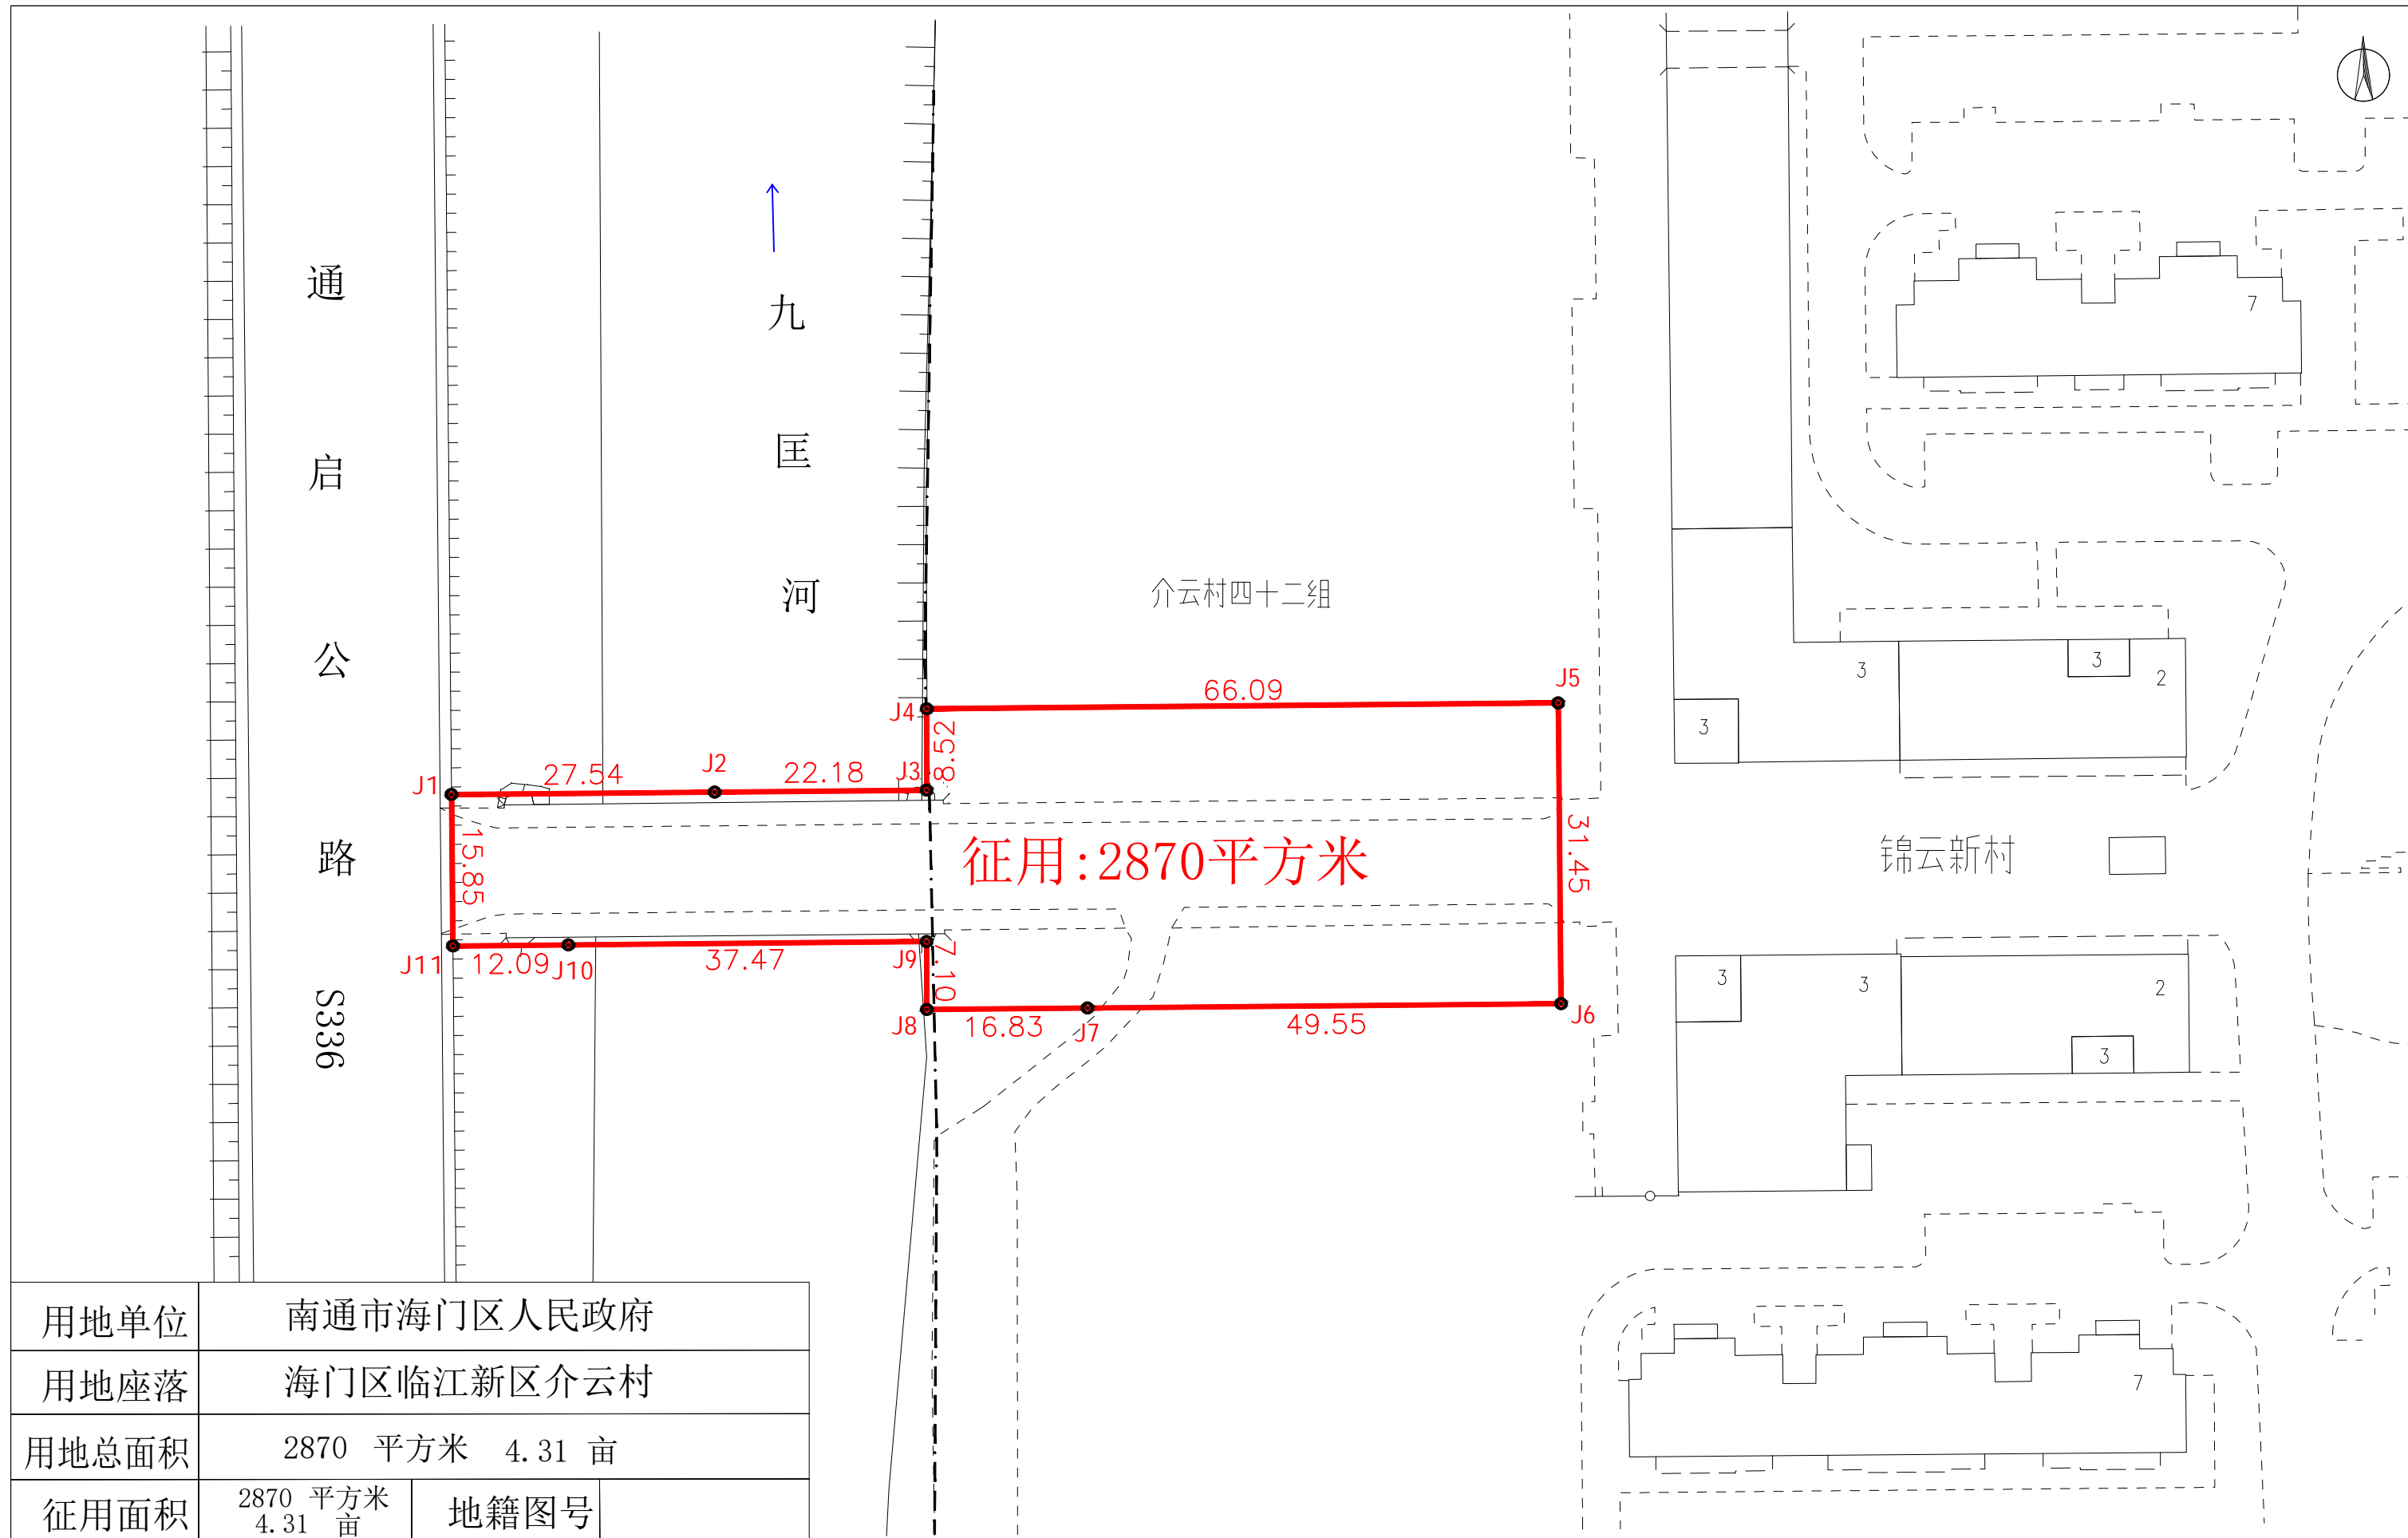 通启公路 S336
九匡河
介云村四十二组
7
3
3
3
2
J4
66.09
J5
8.52
J1
27.54
J2
22.18
J3
15.85
征用:2870平方米
31.45
锦云新村
J11
12.09
J10
37.47
J9
7.10
J8
16.83
J7
49.55
J6
3
3
2
3
7
用地单位 南通市海门区人民政府
用地座落 海门区临江新区介云村
用地总面积 2870 平方米 4.31 亩
征用面积 2870 平方米 4.31 亩 地籍图号